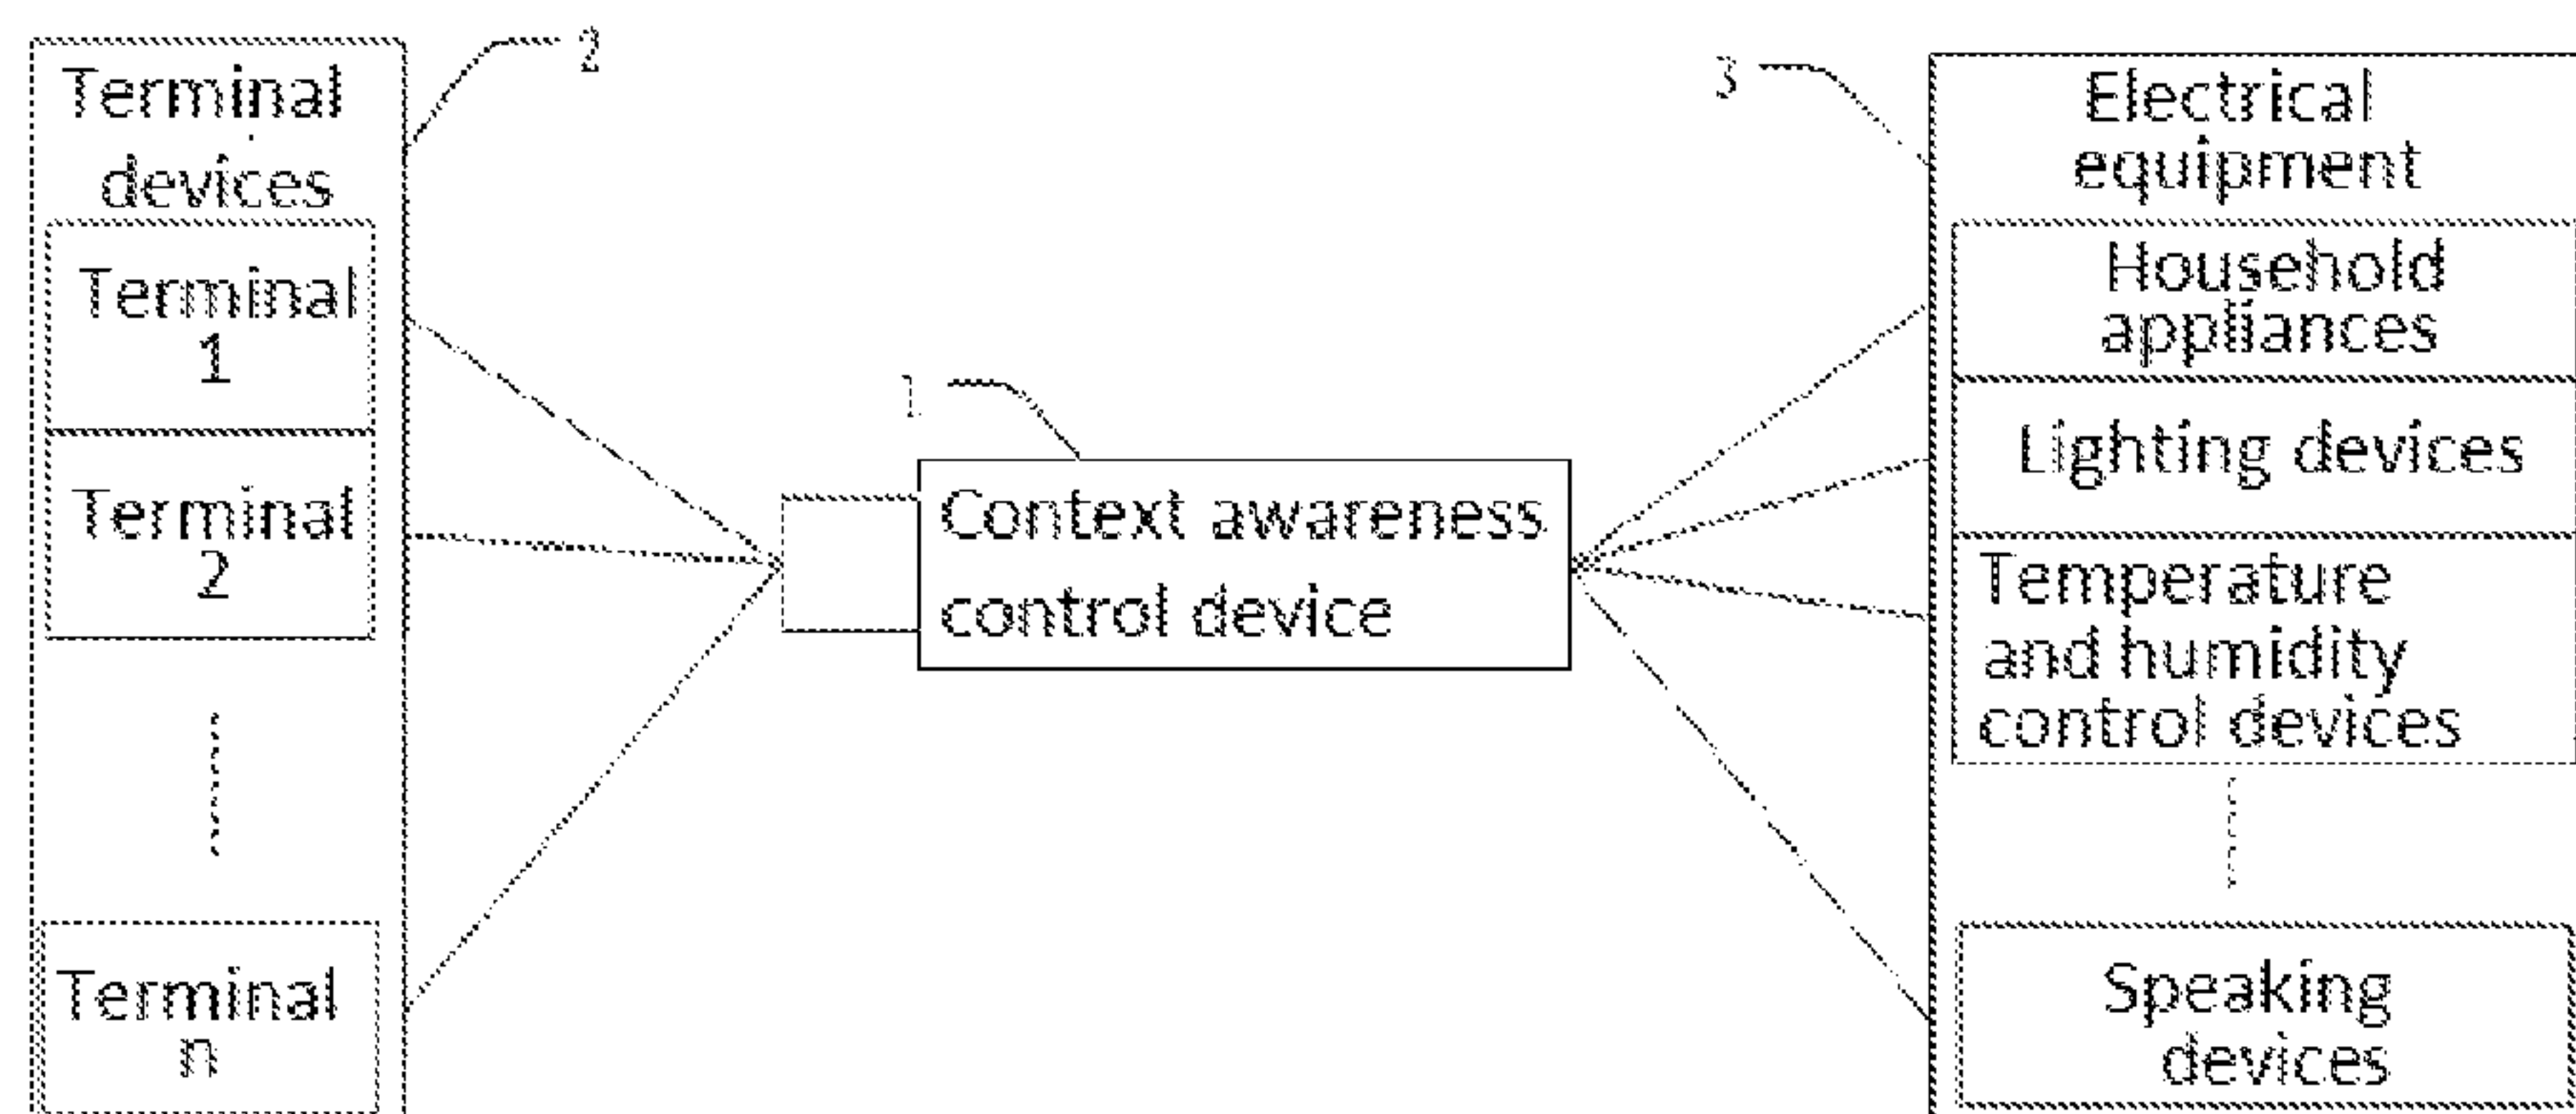 2
Terminal
devices
Terminal
1
Terminal
2
Terminal
n
1
Context awareness
control device
3
Electrical
equipment
Household
appliances
Lighting devices
Temperature
and humidity
control devices
Speaking
devices